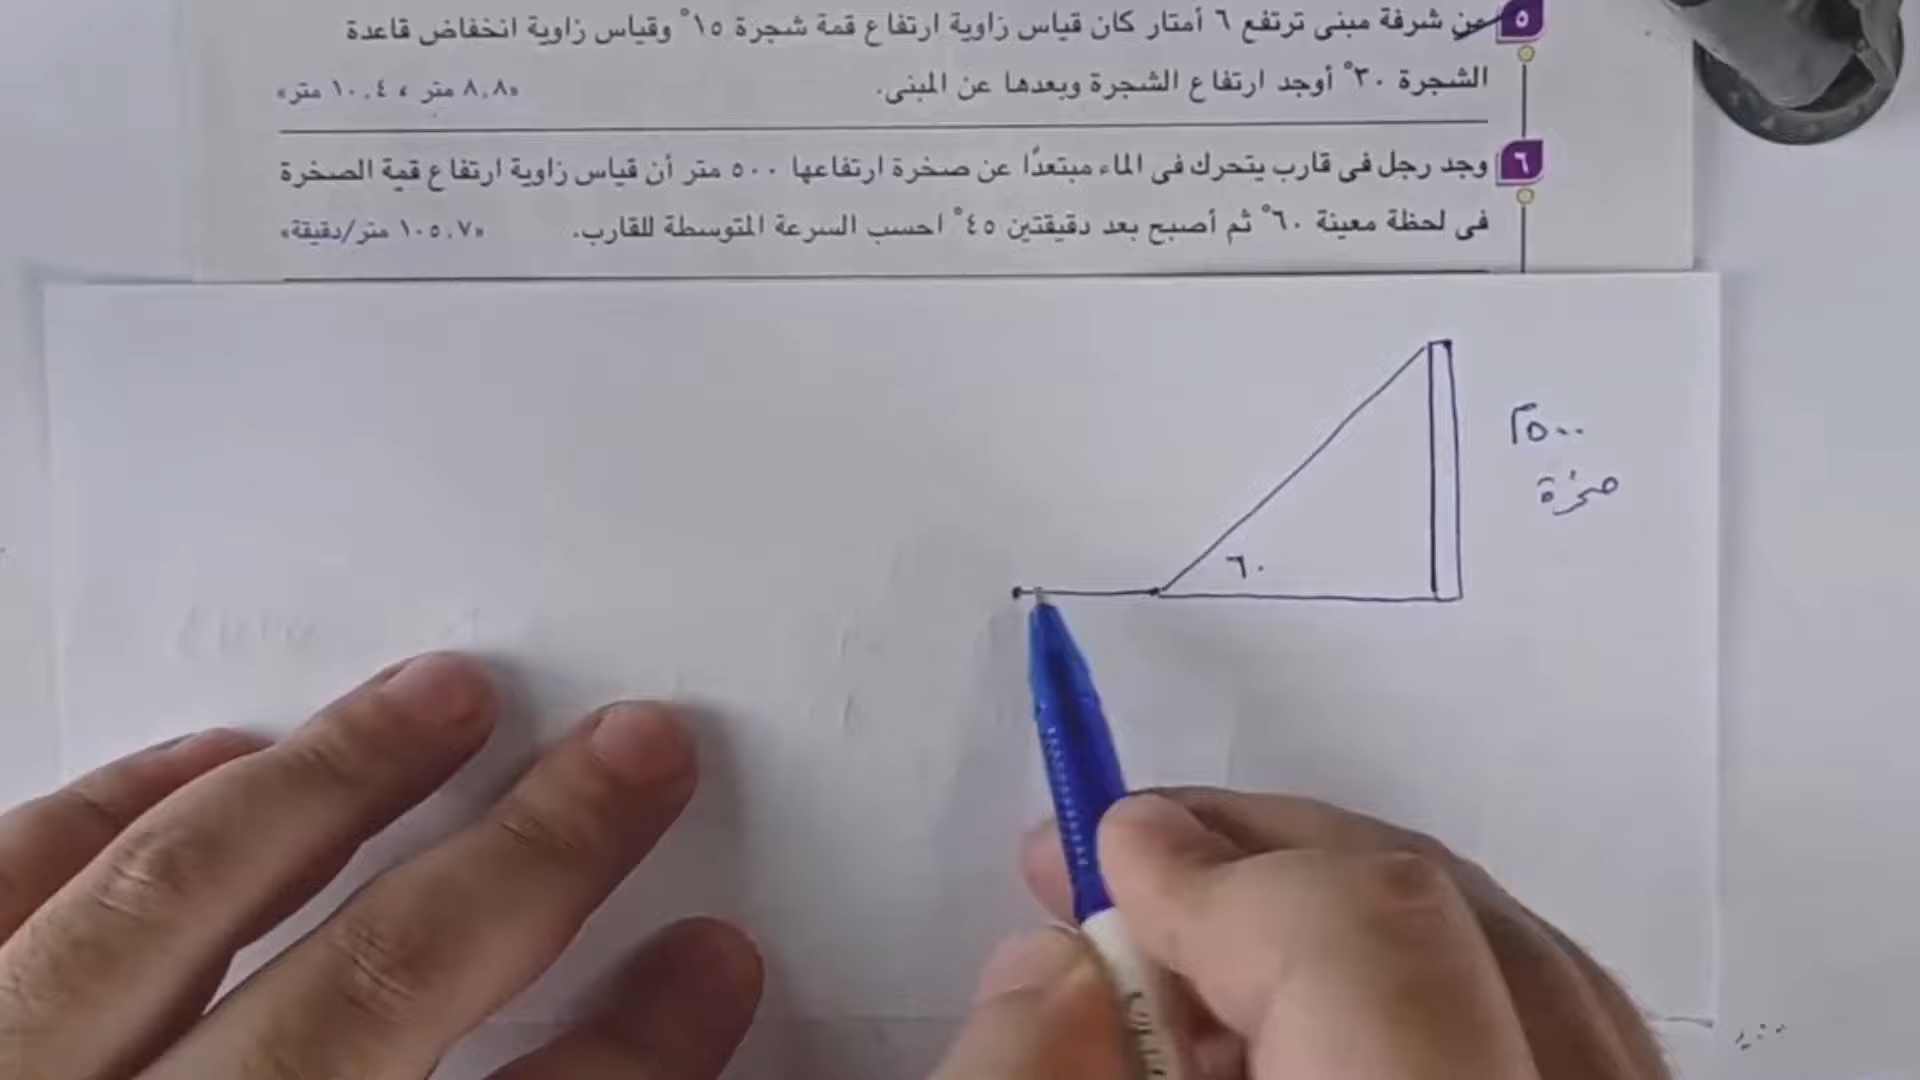 ٥ من شرفة مبنى ترتفع ٦ أمتار كان قياس زاوية ارتفاع قمة شجرة ١٥° وقياس زاوية انخفاض قاعدة
الشجرة ٣٠° أوجد ارتفاع الشجرة وبعدها عن المبنى. «٨,٨ متر ، ١٠,٤ متر»
٦ وجد رجل فى قارب يتحرك فى الماء مبتعدًا عن صخرة ارتفاعها ٥٠٠ متر أن قياس زاوية ارتفاع قمة الصخرة
فى لحظة معينة ٦٠° ثم أصبح بعد دقيقتين ٤٥° احسب السرعة المتوسطة للقارب. «١٠٥,٧ متر/دقيقة»
٥٠٠م
صخرة
٦٠